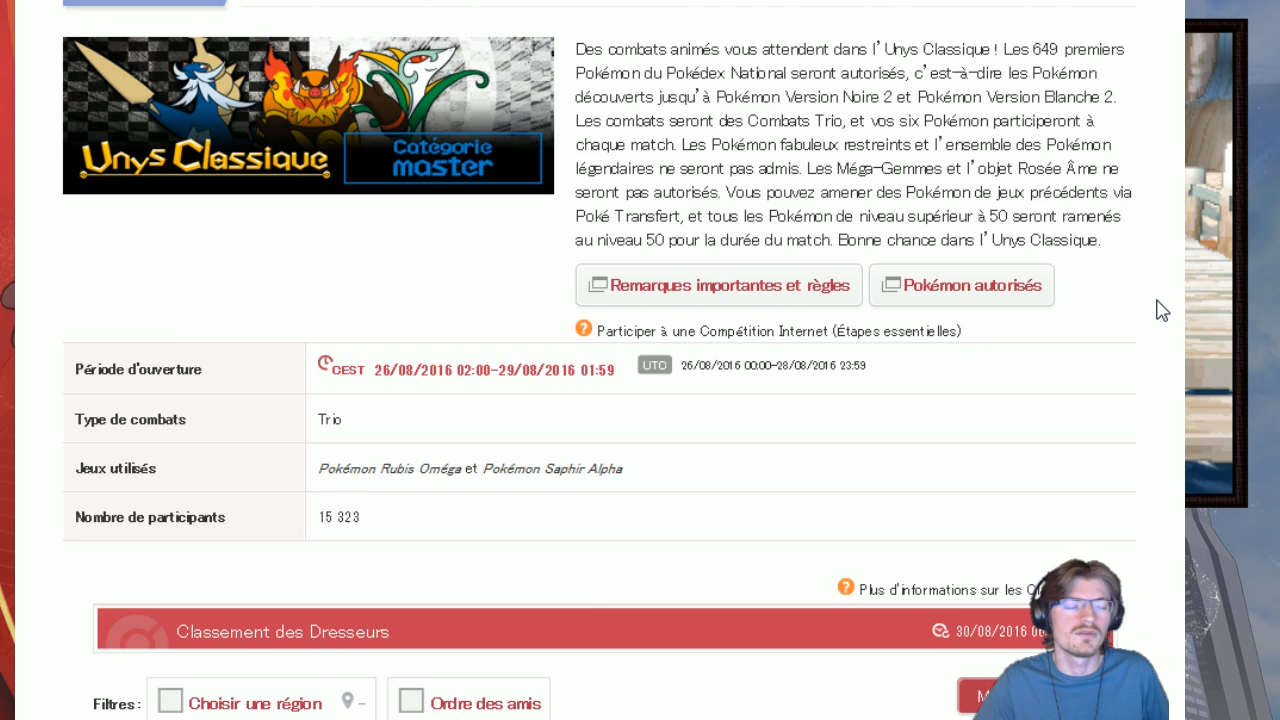 Unys Classique
Catégorie
master
Des combats animés vous attendent dans l'Unys Classique ! Les 649 premiers
Pokémon du Pokédex National seront autorisés, c'est-à-dire les Pokémon
découverts jusqu'à Pokémon Version Noire 2 et Pokémon Version Blanche 2.
Les combats seront des Combats Trio, et vos six Pokémon participeront à
chaque match. Les Pokémon fabuleux restreints et l'ensemble des Pokémon
légendaires ne seront pas admis. Les Méga-Gemmes et l'objet Rosée Âme ne
seront pas autorisés. Vous pouvez amener des Pokémon de jeux précédents via
Poké Transfert, et tous les Pokémon de niveau supérieur à 50 seront ramenés
au niveau 50 pour la durée du match. Bonne chance dans l'Unys Classique.
Remarques importantes et règles Pokémon autorisés
? Participer à une Compétition Internet (Étapes essentielles)
Période d'ouverture CEST 26/08/2016 02:00-29/08/2016 01:59 UTC 26/08/2016 00:00-28/08/2016 23:59
Type de combats Trio
Jeux utilisés Pokémon Rubis Oméga et Pokémon Saphir Alpha
Nombre de participants 15 323
? Plus d'informations sur les
Classement des Dresseurs 30/08/2016
Filtres : Choisir une région – Ordre des amis